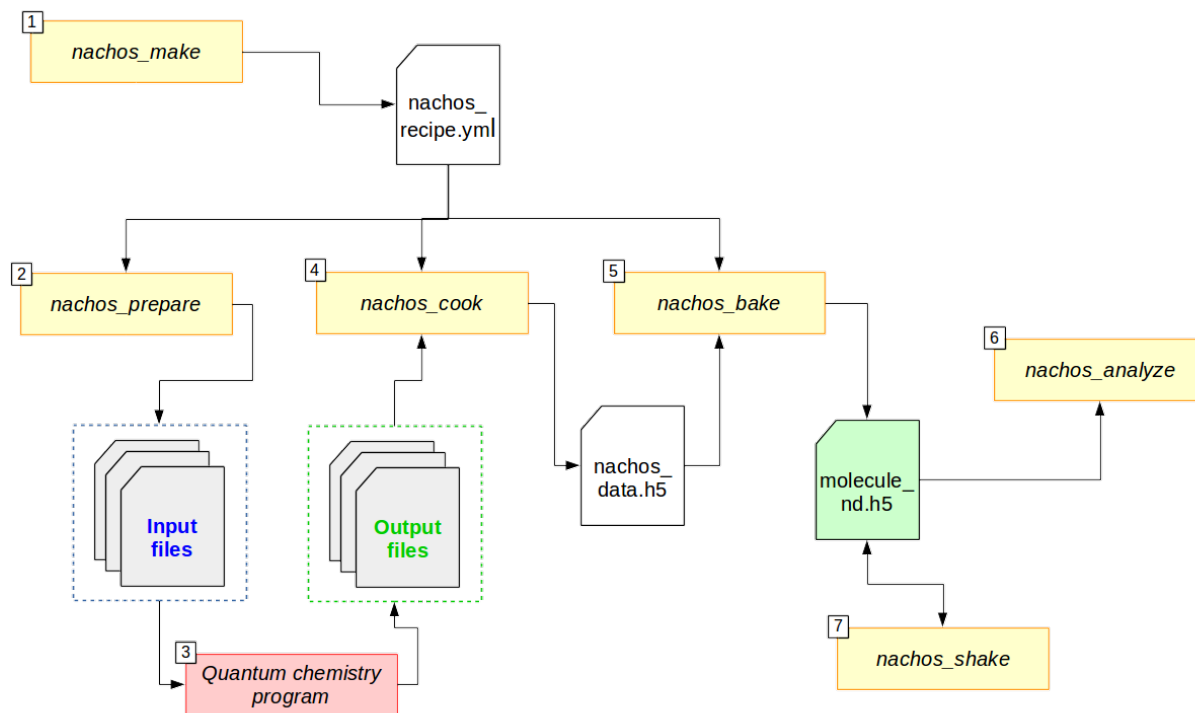 1
nachos_make
nachos_
recipe.yml
2
nachos_prepare
4
nachos_cook
5
nachos_bake
6
nachos_analyze
Input
files
Output
files
nachos_
data.h5
molecule_
nd.h5
3
Quantum chemistry
program
7
nachos_shake